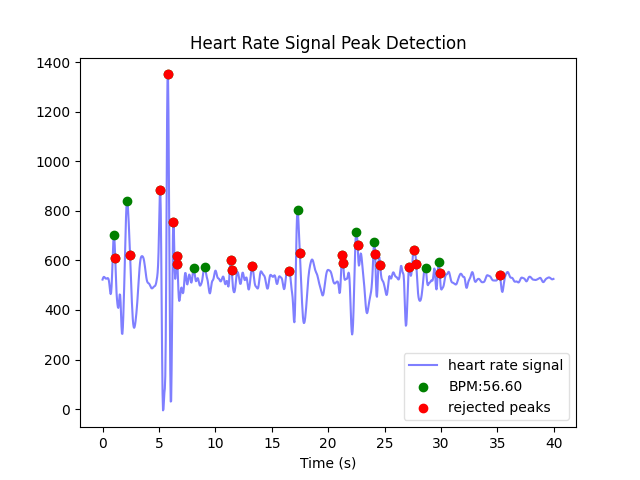 Heart Rate Signal Peak Detection
1400
1200
1000
800
600
400
200
0
0 5 10 15 20 25 30 35 40
Time (s)
heart rate signal
BPM:56.60
rejected peaks